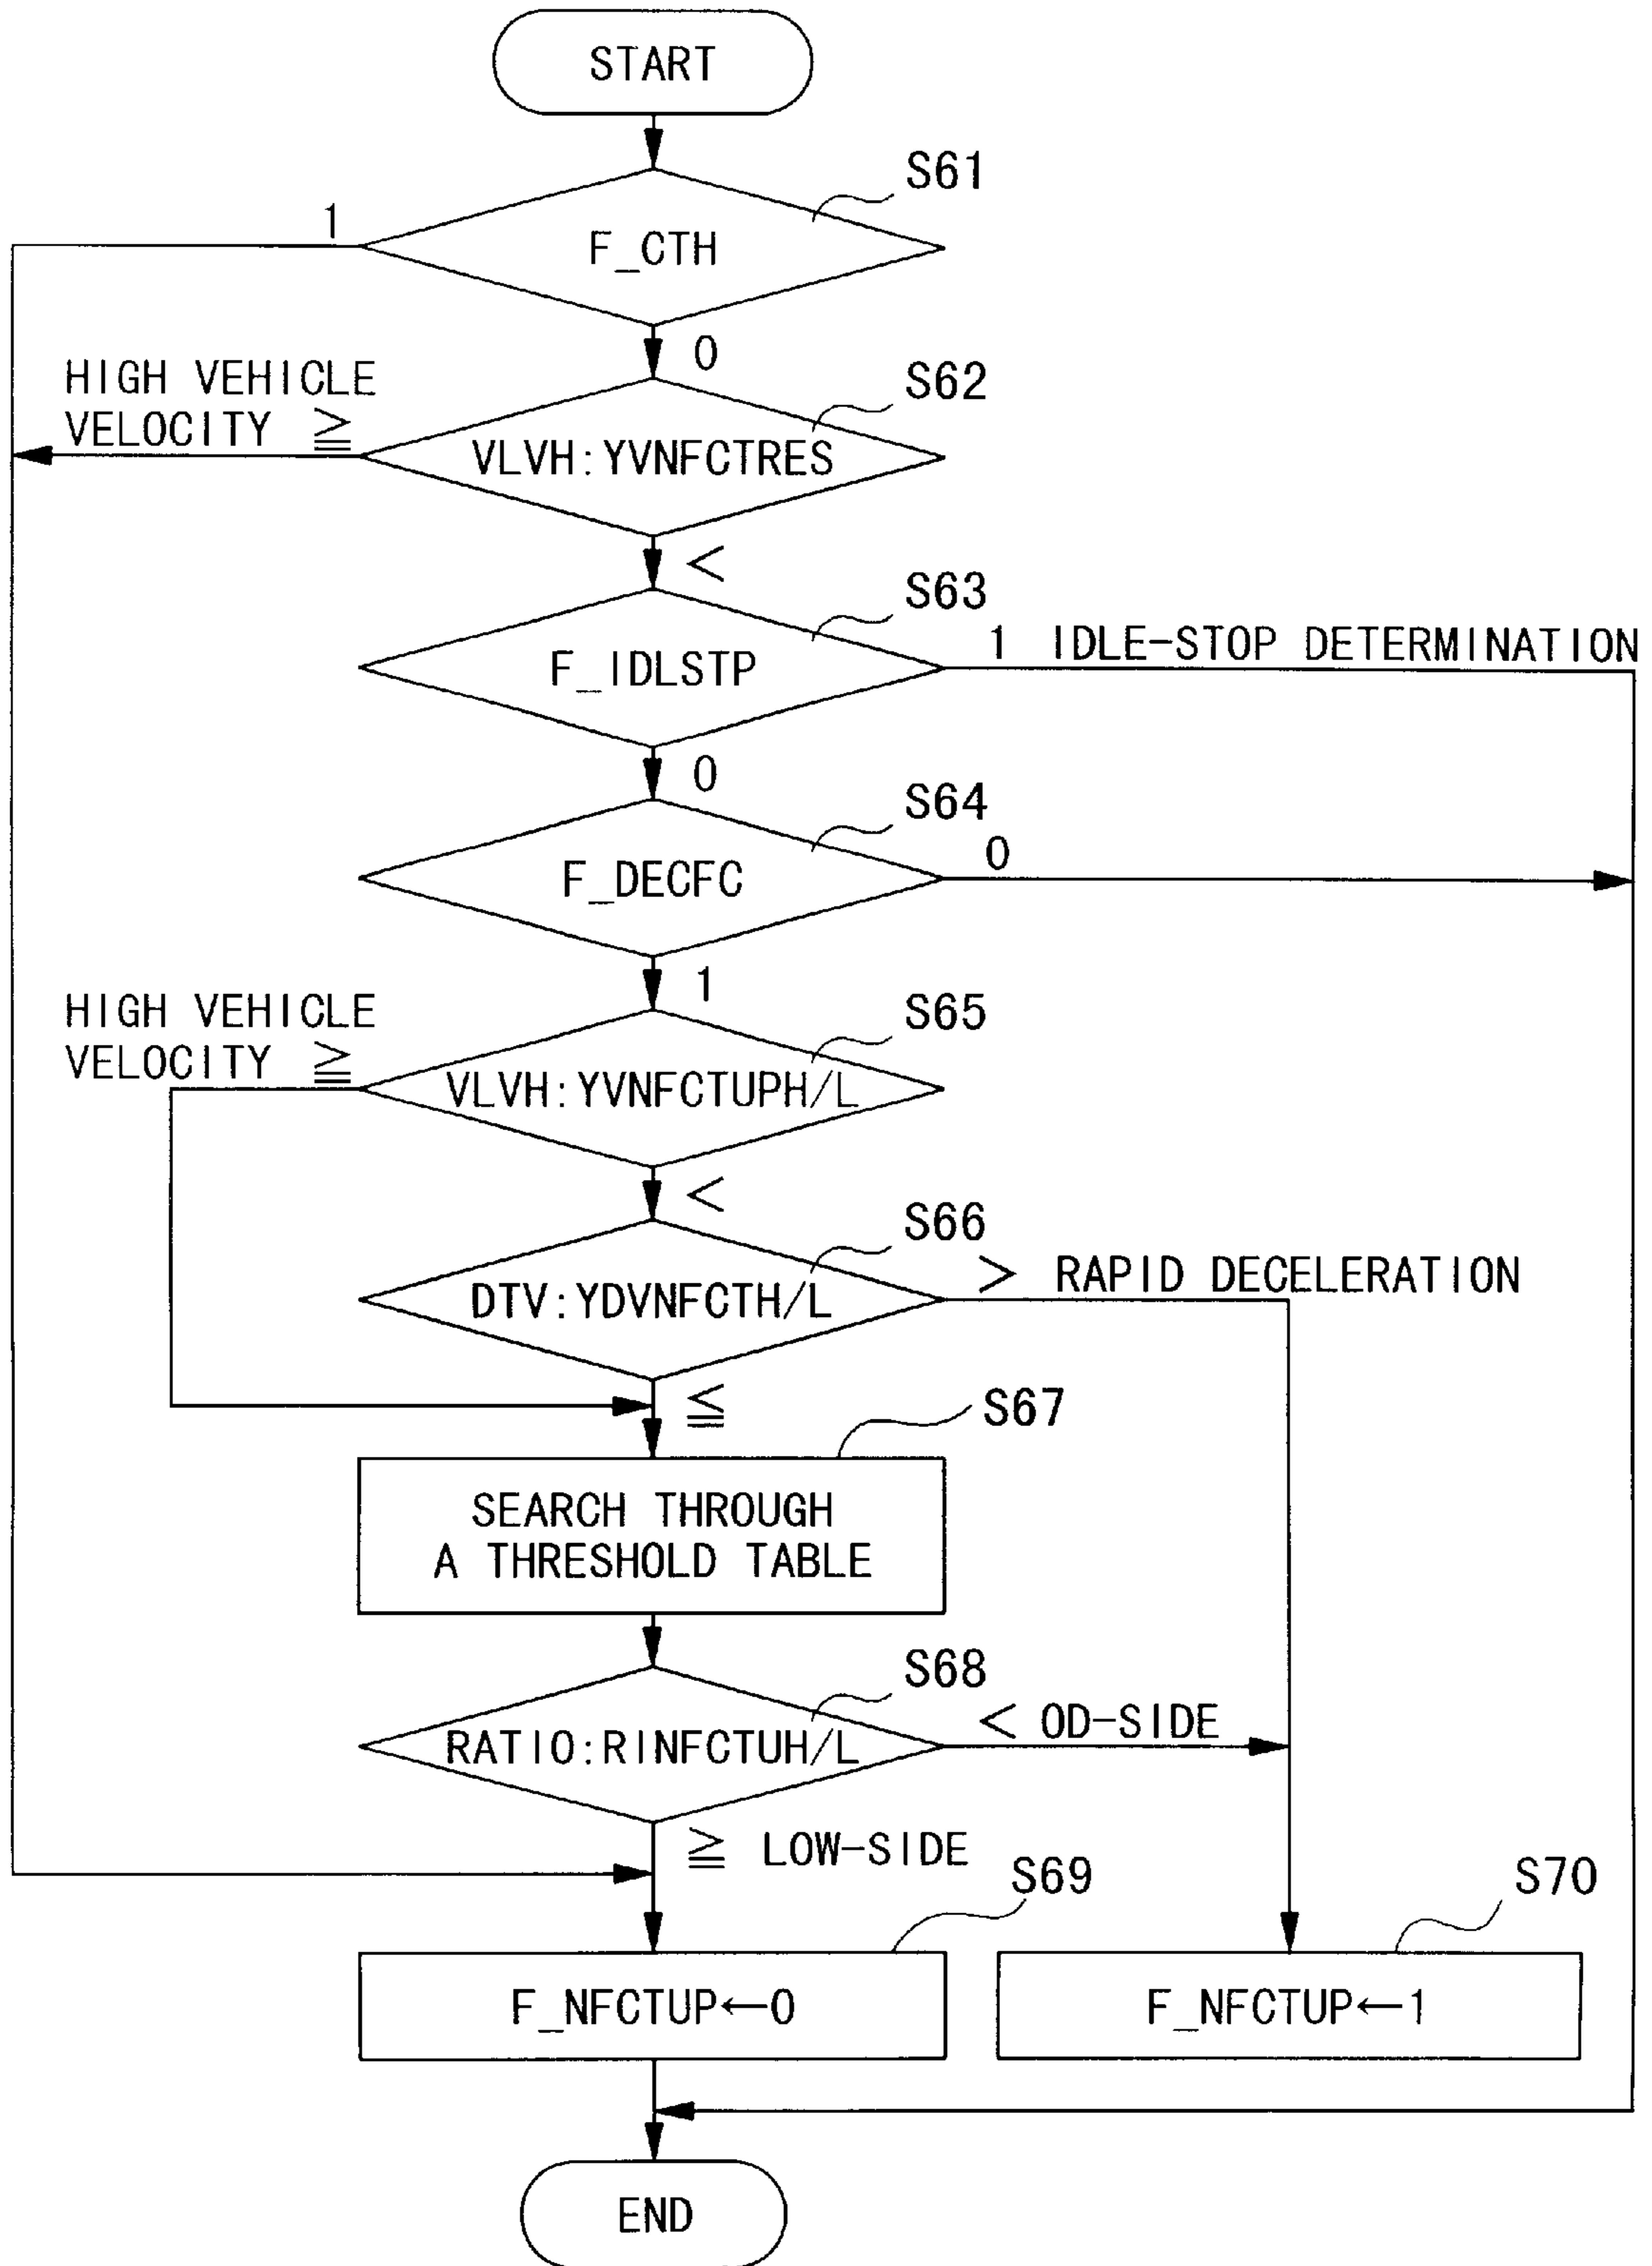 START
S61
1
F_CTH
0
HIGH VEHICLE
VELOCITY ≧
S62
VLVH:YVNFCTRES
<
S63
1 IDLE-STOP DETERMINATION
F_IDLSTP
0
S64
0
F_DECFC
1
HIGH VEHICLE
VELOCITY ≧
S65
VLVH:YVNFCTUPH/L
<
S66
> RAPID DECELERATION
DTV:YDVNFCTH/L
≦
S67
SEARCH THROUGH
A THRESHOLD TABLE
S68
< OD-SIDE
RATIO:RINFCTUH/L
≧ LOW-SIDE
S69
S70
F_NFCTUP←0
F_NFCTUP←1
END